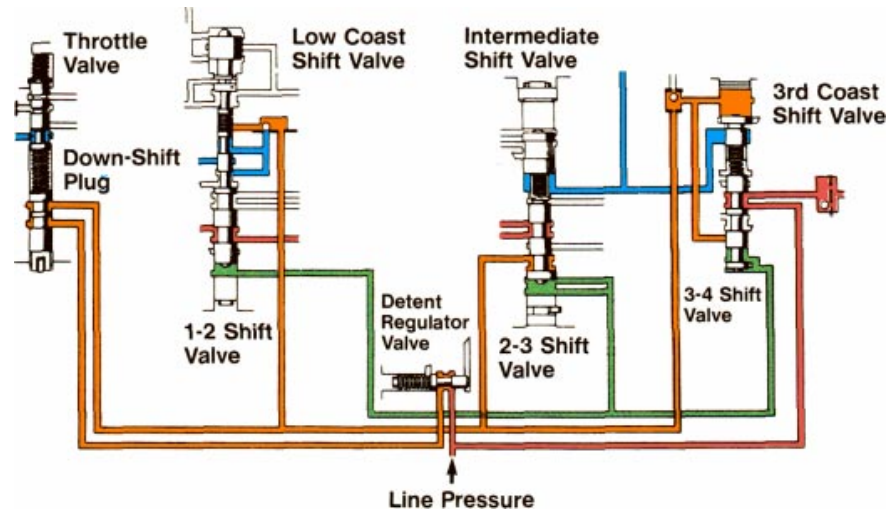 Throttle
Valve
Low Coast
Shift Valve
Intermediate
Shift Valve
3rd Coast
Shift Valve
Down-Shift
Plug
1-2 Shift
Valve
Detent
Regulator
Valve
2-3 Shift
Valve
3-4 Shift
Valve
Line Pressure